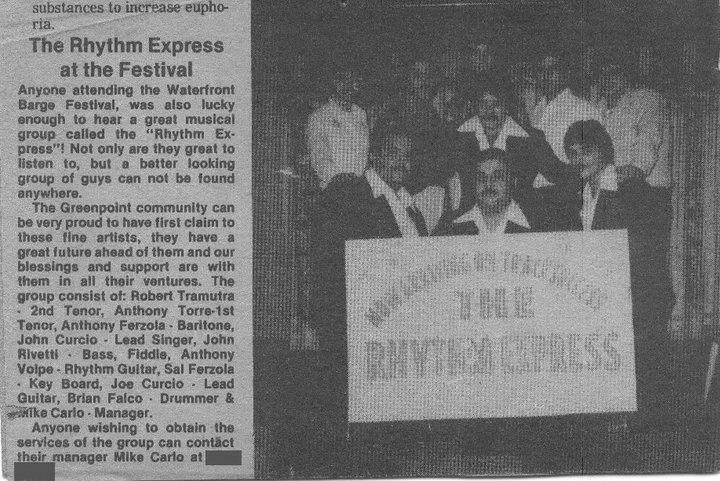 substances to increase eupho-
ria.
The Rhythm Express
at the Festival
Anyone attending the Waterfront
Barge Festival, was also lucky
enough to hear a great musical
group called the "Rhythm Ex-
press"! Not only are they great to
listen to, but a better looking
group of guys can not be found
anywhere.
The Greenpoint community can
be very proud to have first claim to
these fine artists, they have a
great future ahead of them and our
blessings and support are with
them in all their ventures. The
group consist of: Robert Tramutra
- 2nd Tenor, Anthony Torre-1st
Tenor, Anthony Ferzola - Baritone,
John Curcio - Lead Singer, John
Rivetti - Bass, Fiddle, Anthony
Volpe - Rhythm Guitar, Sal Ferzola
- Key Board, Joe Curcio - Lead
Guitar, Brian Falco - Drummer &
Mike Carlo - Manager.
Anyone wishing to obtain the
services of the group can contact
their manager Mike Carlo at
NOW ON
THE
RHYTHM EXPRESS